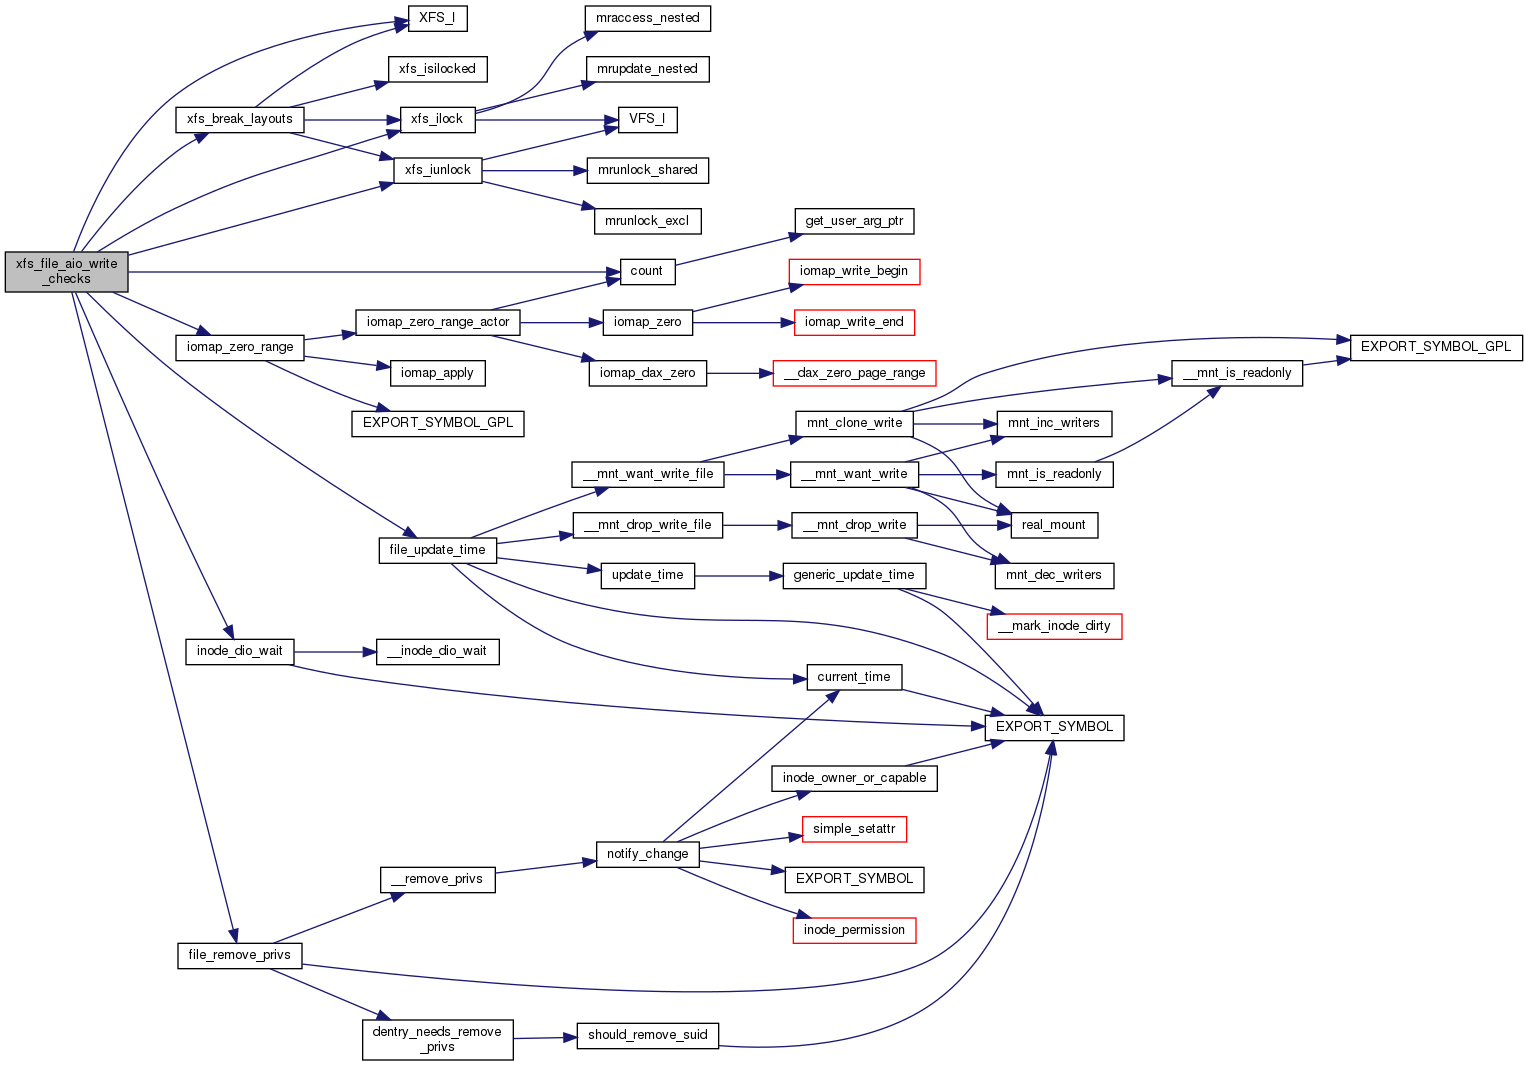 XFS_I
mraccess_nested
xfs_isilocked
mrupdate_nested
xfs_break_layouts
xfs_ilock
VFS_I
xfs_iunlock
mrunlock_shared
mrunlock_excl
get_user_arg_ptr
xfs_file_aio_write
_checks
count
iomap_write_begin
iomap_zero_range_actor
iomap_zero
iomap_write_end
iomap_zero_range
EXPORT_SYMBOL_GPL
iomap_apply
iomap_dax_zero
__dax_zero_page_range
__mnt_is_readonly
EXPORT_SYMBOL_GPL
mnt_clone_write
mnt_inc_writers
__mnt_want_write_file
__mnt_want_write
mnt_is_readonly
__mnt_drop_write_file
__mnt_drop_write
real_mount
file_update_time
update_time
generic_update_time
mnt_dec_writers
__mark_inode_dirty
inode_dio_wait
__inode_dio_wait
current_time
EXPORT_SYMBOL
inode_owner_or_capable
simple_setattr
notify_change
__remove_privs
EXPORT_SYMBOL
inode_permission
file_remove_privs
dentry_needs_remove
_privs
should_remove_suid